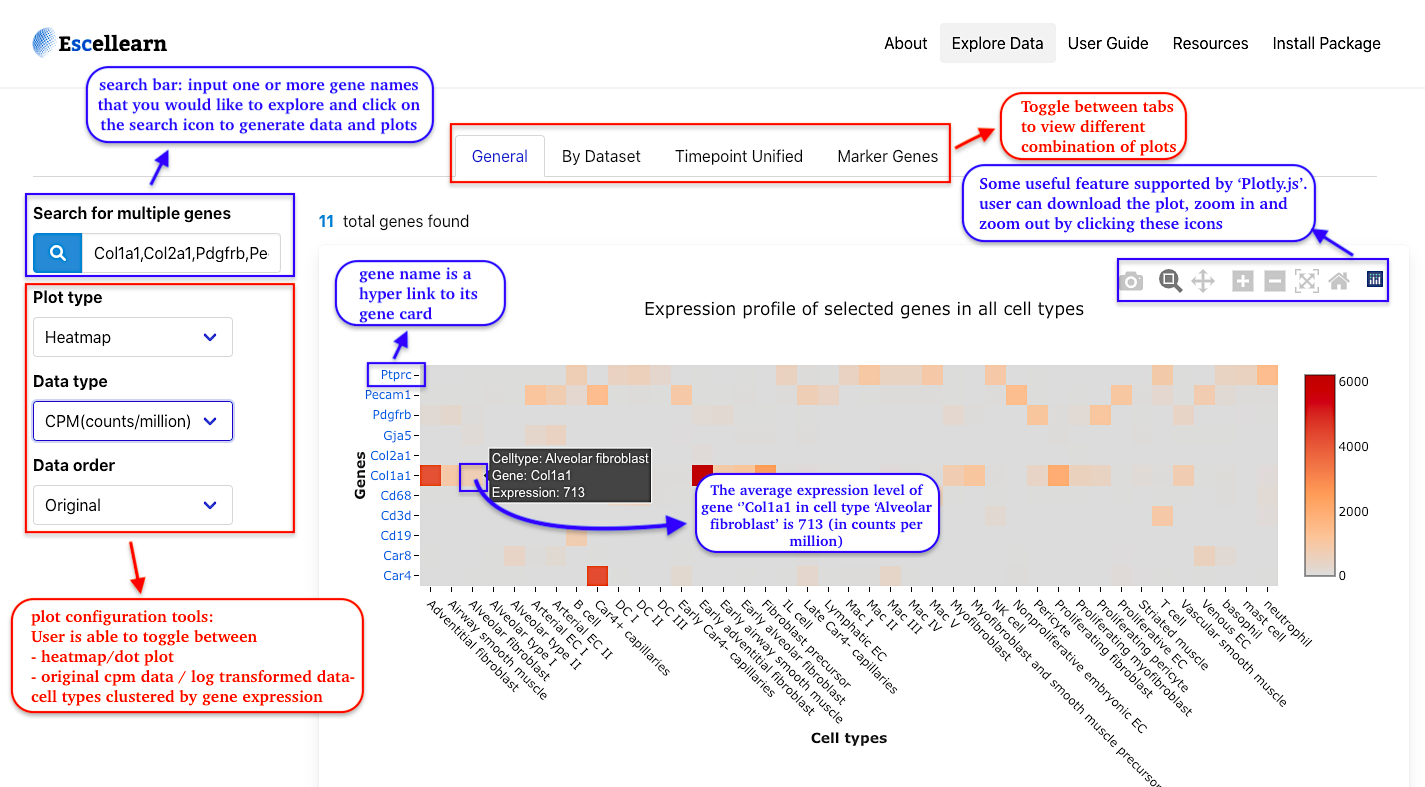 Escellearn
About
Explore Data
User Guide
Resources
Install Package
search bar: input one or more gene names
that you would like to explore and click on
the search icon to generate data and plots
Toggle between tabs
to view different
combination of plots
General
By Dataset
Timepoint Unified
Marker Genes
Some useful feature supported by ‘Plotly.js’.
user can download the plot, zoom in and
zoom out by clicking these icons
Search for multiple genes
Col1a1,Col2a1,Pdgfrb,Pe
11 total genes found
Plot type
Heatmap
Data type
CPM(counts/million)
Data order
Original
gene name is a
hyper link to its
gene card
Expression profile of selected genes in all cell types
Ptprc
Pecam1
Pdgfrb
Gja5
Col2a1
Col1a1
Cd68
Cd3d
Cd19
Car8
Car4
Genes
Celltype: Alveolar fibroblast
Gene: Col1a1
Expression: 713
The average expression level of
gene ‘’Col1a1 in cell type ‘Alveolar
fibroblast’ is 713 (in counts per
million)
6000
4000
2000
0
Adventitial fibroblast
Airway smooth muscle
Alveolar fibroblast
Alveolar type I
Alveolar type II
Arterial EC I
Arterial EC II
B cell
Car4+ capillaries
DC I
DC II
DC III
Early Car4- capillaries
Early adventitial fibroblast
Early airway smooth muscle
Early alveolar fibroblast
Fibroblast precursor
IL cell
Late Car4- capillaries
Lymphatic EC
Mac I
Mac II
Mac III
Mac IV
Mac V
Myofibroblast
Myofibroblast and smooth muscle precursor
NK cell
Nonproliferative embryonic EC
Pericyte
Proliferating fibroblast
Proliferating myofibroblast
Proliferating pericyte
Proliferative EC
Striated muscle
T cell
Vascular smooth muscle
Venous EC
basophil
mast cell
neutrophil
Cell types
plot configuration tools:
User is able to toggle between
- heatmap/dot plot
- original cpm data / log transformed data-
cell types clustered by gene expression